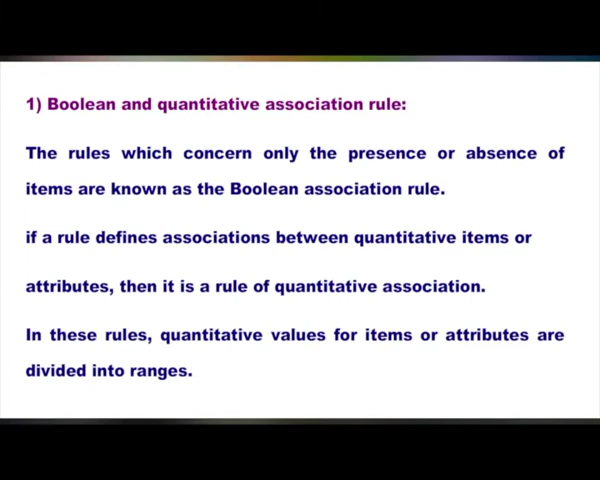 1) Boolean and quantitative association rule:
The rules which concern only the presence or absence of
items are known as the Boolean association rule.
if a rule defines associations between quantitative items or
attributes, then it is a rule of quantitative association.
In these rules, quantitative values for items or attributes are
divided into ranges.